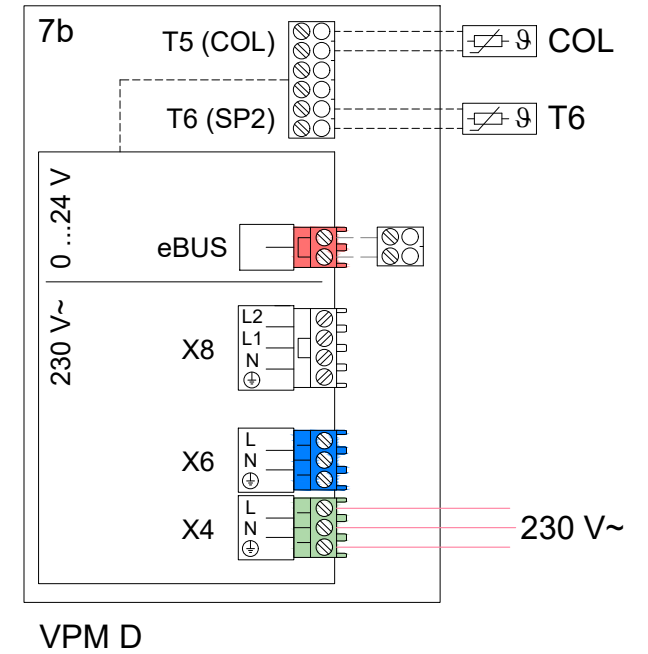 7b
T5 (COL)
ϑ COL
T6 (SP2)
ϑ T6
0 ...24 V
eBUS
230 V~
X8
L2
L1
N
X6
L
N
X4
L
N
230 V~
VPM D